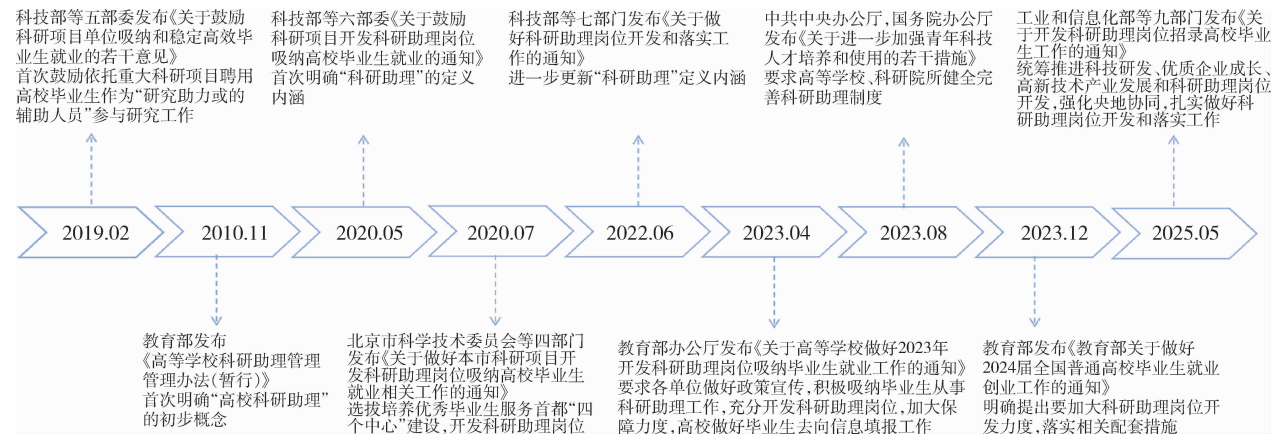 科技部等五部委发布《关于鼓励
科研项目单位吸纳和稳定高效毕
业生就业的若干意见》
首次鼓励依托重大科研项目聘用
高校毕业生作为“研究助力或的
辅助人员”参与研究工作
科技部等六部委《关于鼓励
科研项目开发科研助理岗位
吸纳高校毕业生就业的通知》
首次明确“科研助理”的定义
内涵
科技部等七部门发布《关于做
好科研助理岗位开发和落实工
作的通知》
进一步更新“科研助理”定义内涵
中共中央办公厅,国务院办公厅
发布《关于进一步加强青年科技
人才培养和使用的若干措施》
要求高等学校、科研院所健全完
善科研助理制度
工业和信息化部等九部门发布《关
于开发科研助理岗位招录高校毕业
生工作的通知》
统筹推进科技研发、优质企业成长、
高新技术产业发展和科研助理岗位
开发,强化央地协同,扎实做好科
研助理岗位开发和落实工作
2019.02
2010.11
2020.05
2020.07
2022.06
2023.04
2023.08
2023.12
2025.05
教育部发布
《高等学校科研助理管理
管理办法(暂行)》
首次明确“高校科研助理”
的初步概念
北京市科学技术委员会等四部门
发布《关于做好本市科研项目开
发科研助理岗位吸纳高校毕业生
就业相关工作的通知》
选拔培养优秀毕业生服务首都“四
个中心”建设,开发科研助理岗位
教育部办公厅发布《关于高等学校做好2023年
开发科研助理岗位吸纳毕业生就业工作的通知》
要求各单位做好政策宣传,积极吸纳毕业生从事
科研助理工作,充分开发科研助理岗位,加大保
障力度,高校做好毕业生去向信息填报工作
教育部发布《教育部关于做好
2024届全国普通高校毕业生就业
创业工作的通知》
明确提出要加大科研助理岗位开
发力度,落实相关配套措施